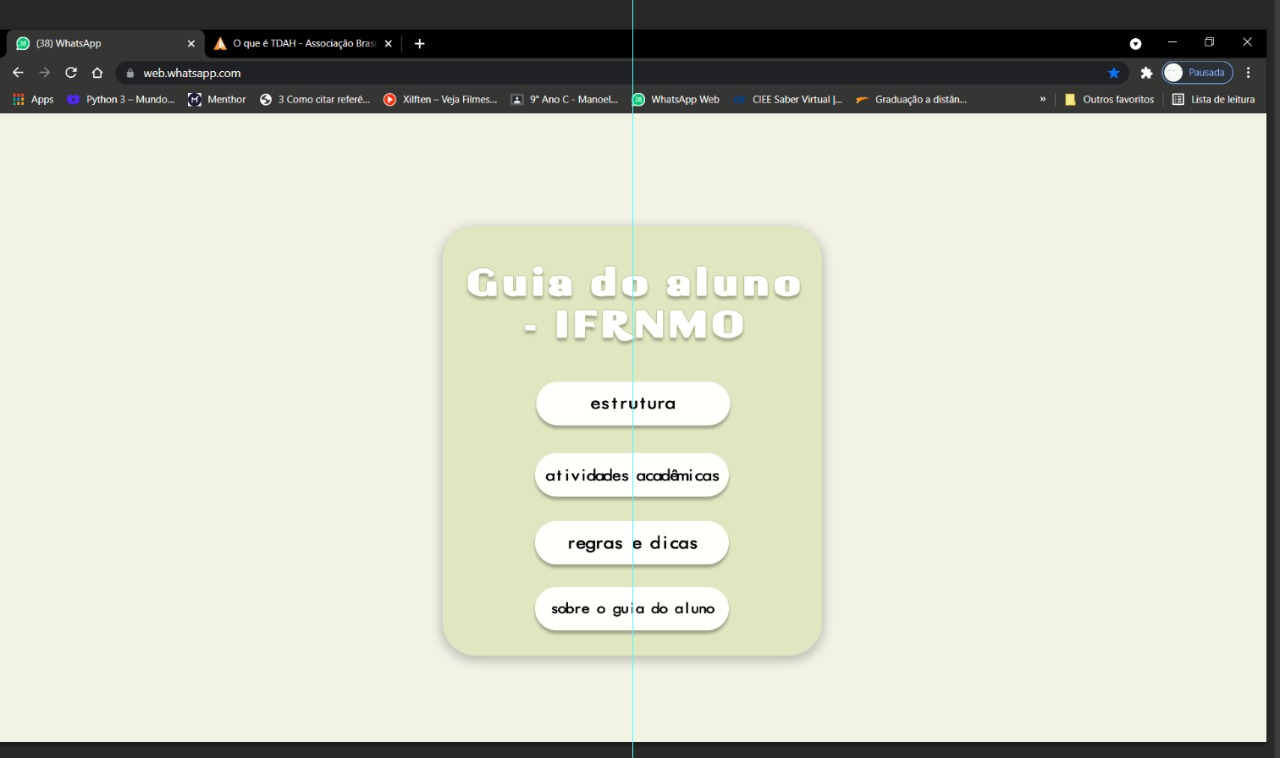 (38) WhatsApp
O que é TDAH - Associação Brasi
web.whatsapp.com
Pausada
Apps
Python 3 – Mundo...
Menthor
3 Como citar referê...
Xilften – Veja Filmes...
9° Ano C - Manoel...
WhatsApp Web
CIEE Saber Virtual |...
Graduação a distân...
»
Outros favoritos
Lista de leitura
Guia do aluno
- IFRNMO
estrutura
atividades acadêmicas
regras e dicas
sobre o guia do aluno